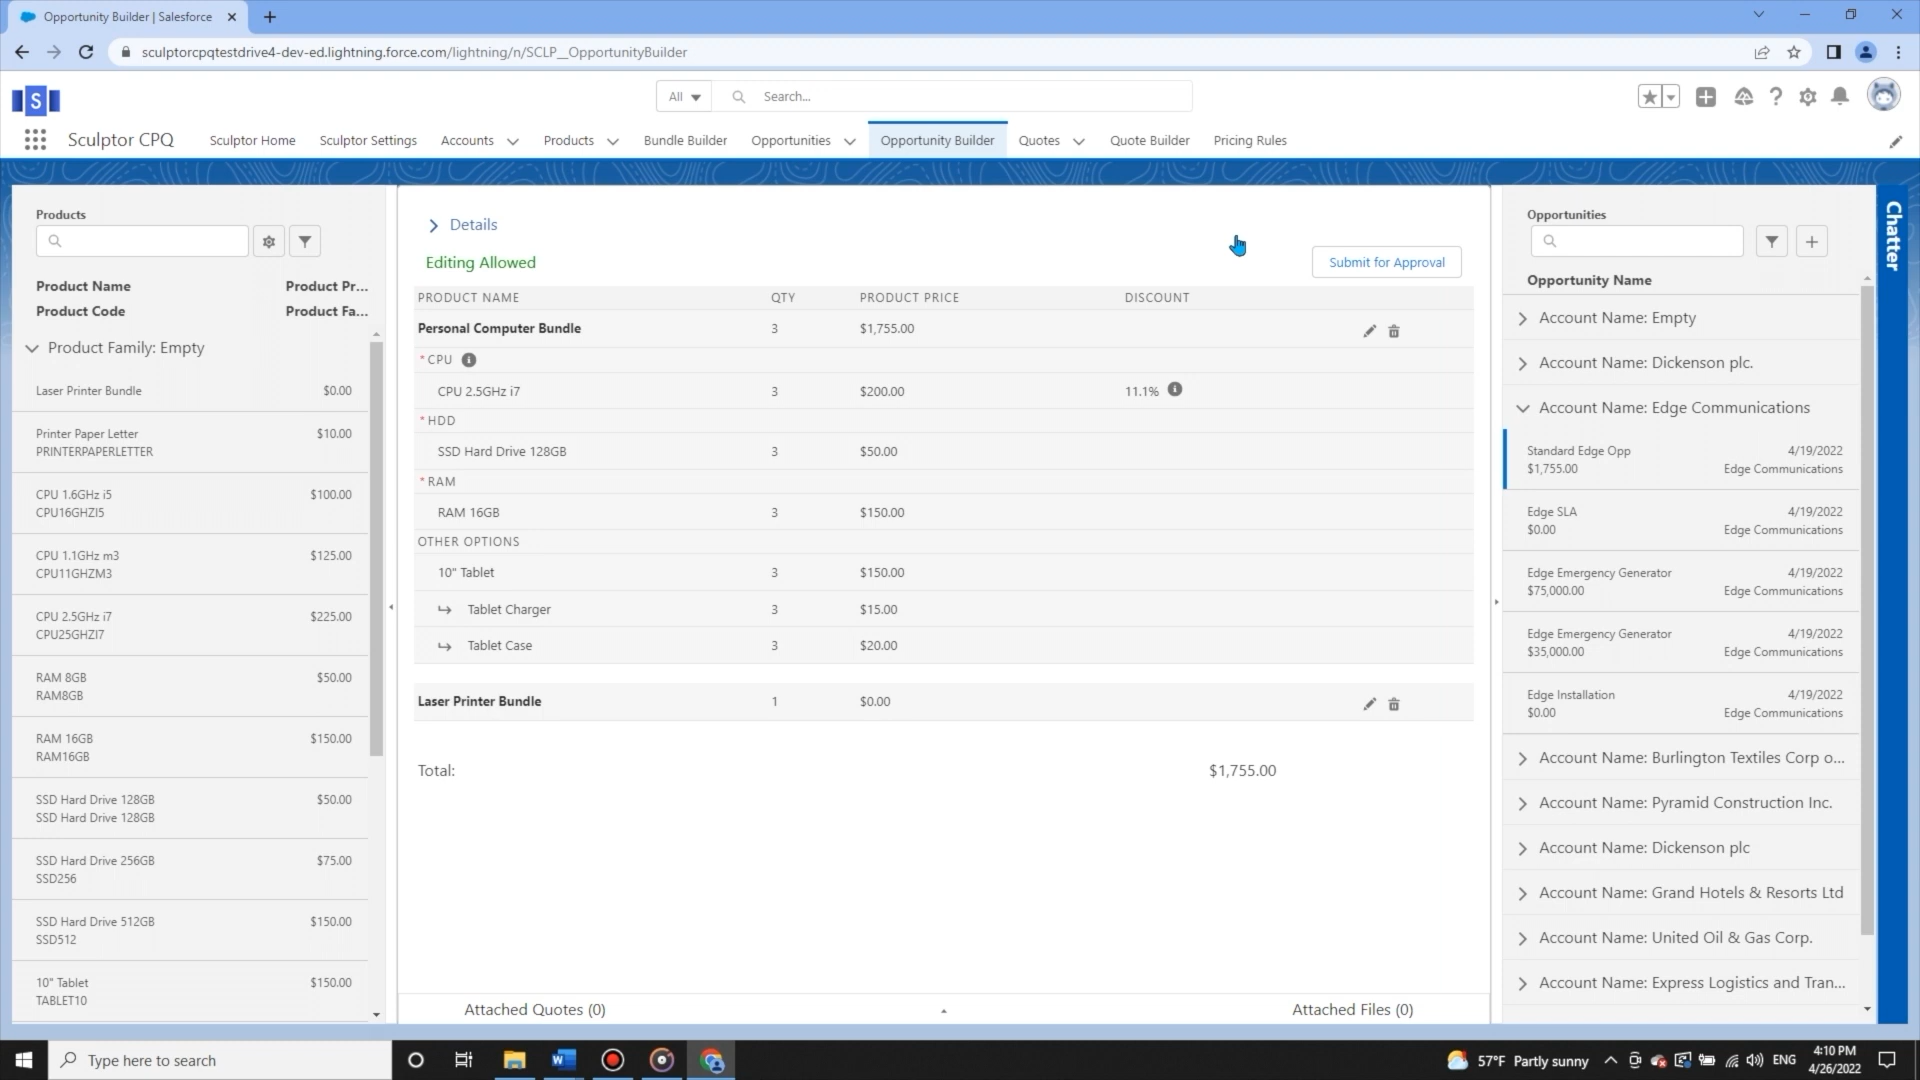 Opportunity Builder | Salesforce
sculptorcpqtestdrive4-dev-ed.lightning.force.com/lightning/n/SCLP__OpportunityBuilder
S
All
Search...
Sculptor CPQ
Sculptor Home
Sculptor Settings
Accounts
Products
Bundle Builder
Opportunities
Opportunity Builder
Quotes
Quote Builder
Pricing Rules
Products
Product Name
Product Pr...
Product Code
Product Fa...
Product Family: Empty
Laser Printer Bundle
$0.00
Printer Paper Letter
$10.00
PRINTERPAPERLETTER
CPU 1.6GHz i5
$100.00
CPU16GHZI5
CPU 1.1GHz m3
$125.00
CPU11GHZM3
CPU 2.5GHz i7
$225.00
CPU25GHZI7
RAM 8GB
$50.00
RAM8GB
RAM 16GB
$150.00
RAM16GB
SSD Hard Drive 128GB
$50.00
SSD Hard Drive 128GB
SSD Hard Drive 256GB
$75.00
SSD256
SSD Hard Drive 512GB
$150.00
SSD512
10" Tablet
$150.00
TABLET10
Details
Editing Allowed
Submit for Approval
PRODUCT NAME QTY PRODUCT PRICE DISCOUNT
Personal Computer Bundle 3 $1,755.00
* CPU
CPU 2.5GHz i7 3 $200.00 11.1%
* HDD
SSD Hard Drive 128GB 3 $50.00
* RAM
RAM 16GB 3 $150.00
OTHER OPTIONS
10" Tablet 3 $150.00
Tablet Charger 3 $15.00
Tablet Case 3 $20.00
Laser Printer Bundle 1 $0.00
Total: $1,755.00
Attached Quotes (0)
Attached Files (0)
Opportunities
Opportunity Name
Account Name: Empty
Account Name: Dickenson plc.
Account Name: Edge Communications
Standard Edge Opp 4/19/2022
$1,755.00 Edge Communications
Edge SLA 4/19/2022
$0.00 Edge Communications
Edge Emergency Generator 4/19/2022
$75,000.00 Edge Communications
Edge Emergency Generator 4/19/2022
$35,000.00 Edge Communications
Edge Installation 4/19/2022
$0.00 Edge Communications
Account Name: Burlington Textiles Corp o...
Account Name: Pyramid Construction Inc.
Account Name: Dickenson plc
Account Name: Grand Hotels & Resorts Ltd
Account Name: United Oil & Gas Corp.
Account Name: Express Logistics and Tran...
Chatter
Type here to search
57°F Partly sunny
ENG
4:10 PM
4/26/2022